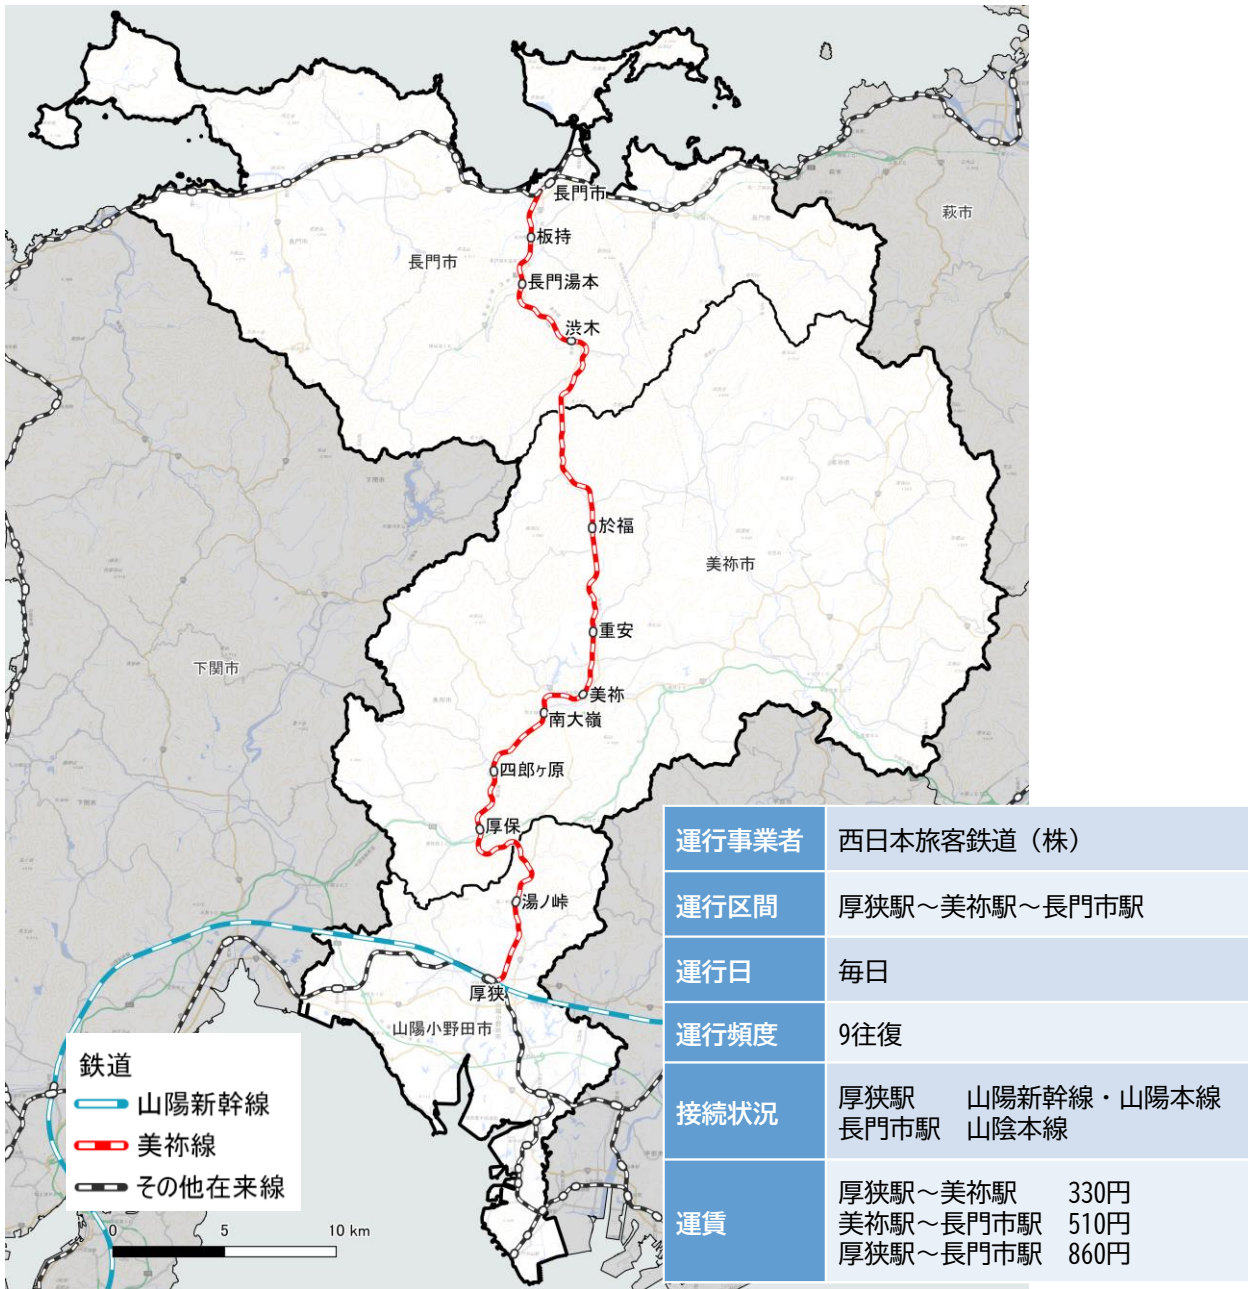 長門市
板持
長門市
萩市
長門湯本
渋木
於福
美祢市
重安
下関市
美祢
南大嶺
四郎ヶ原
厚保
湯ノ峠
厚狭
山陽小野田市
鉄道
山陽新幹線
美祢線
その他在来線
0 5 10 km
運行事業者 西日本旅客鉄道（株）
運行区間 厚狭駅～美祢駅～長門市駅
運行日 毎日
運行頻度 9往復
接続状況 厚狭駅 山陽新幹線・山陽本線
長門市駅 山陰本線
運賃 厚狭駅～美祢駅 330円
美祢駅～長門市駅 510円
厚狭駅～長門市駅 860円